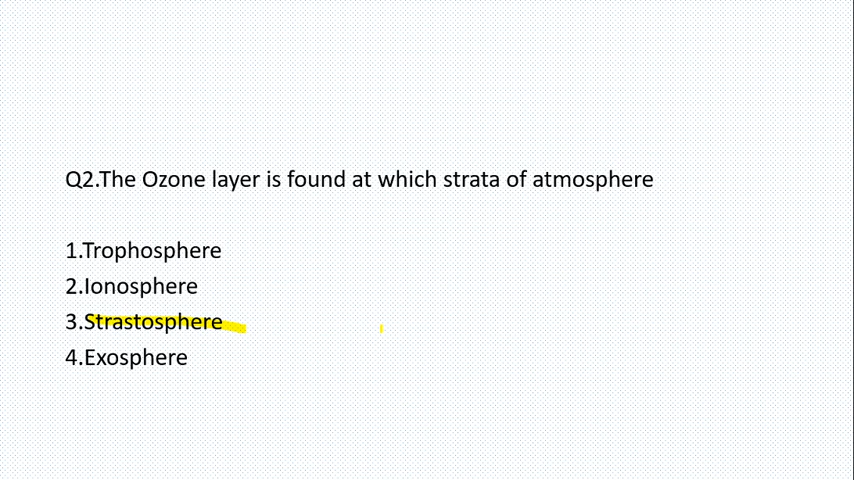 Q2.The Ozone layer is found at which strata of atmosphere
1.Trophosphere
2.Ionosphere
3.Strastosphere
4.Exosphere